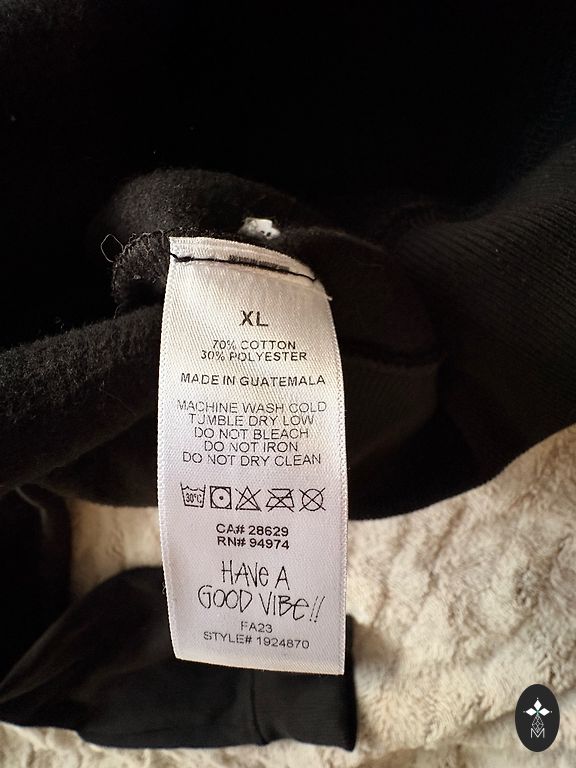 XL
70% COTTON
30% POLYESTER
MADE IN GUATEMALA
MACHINE WASH COLD
TUMBLE DRY LOW
DO NOT BLEACH
DO NOT IRON
DO NOT DRY CLEAN
30°C
CA# 28629
RN# 94974
HAVE A
GOOD VIBE!!
FA23
STYLE# 1924870
M